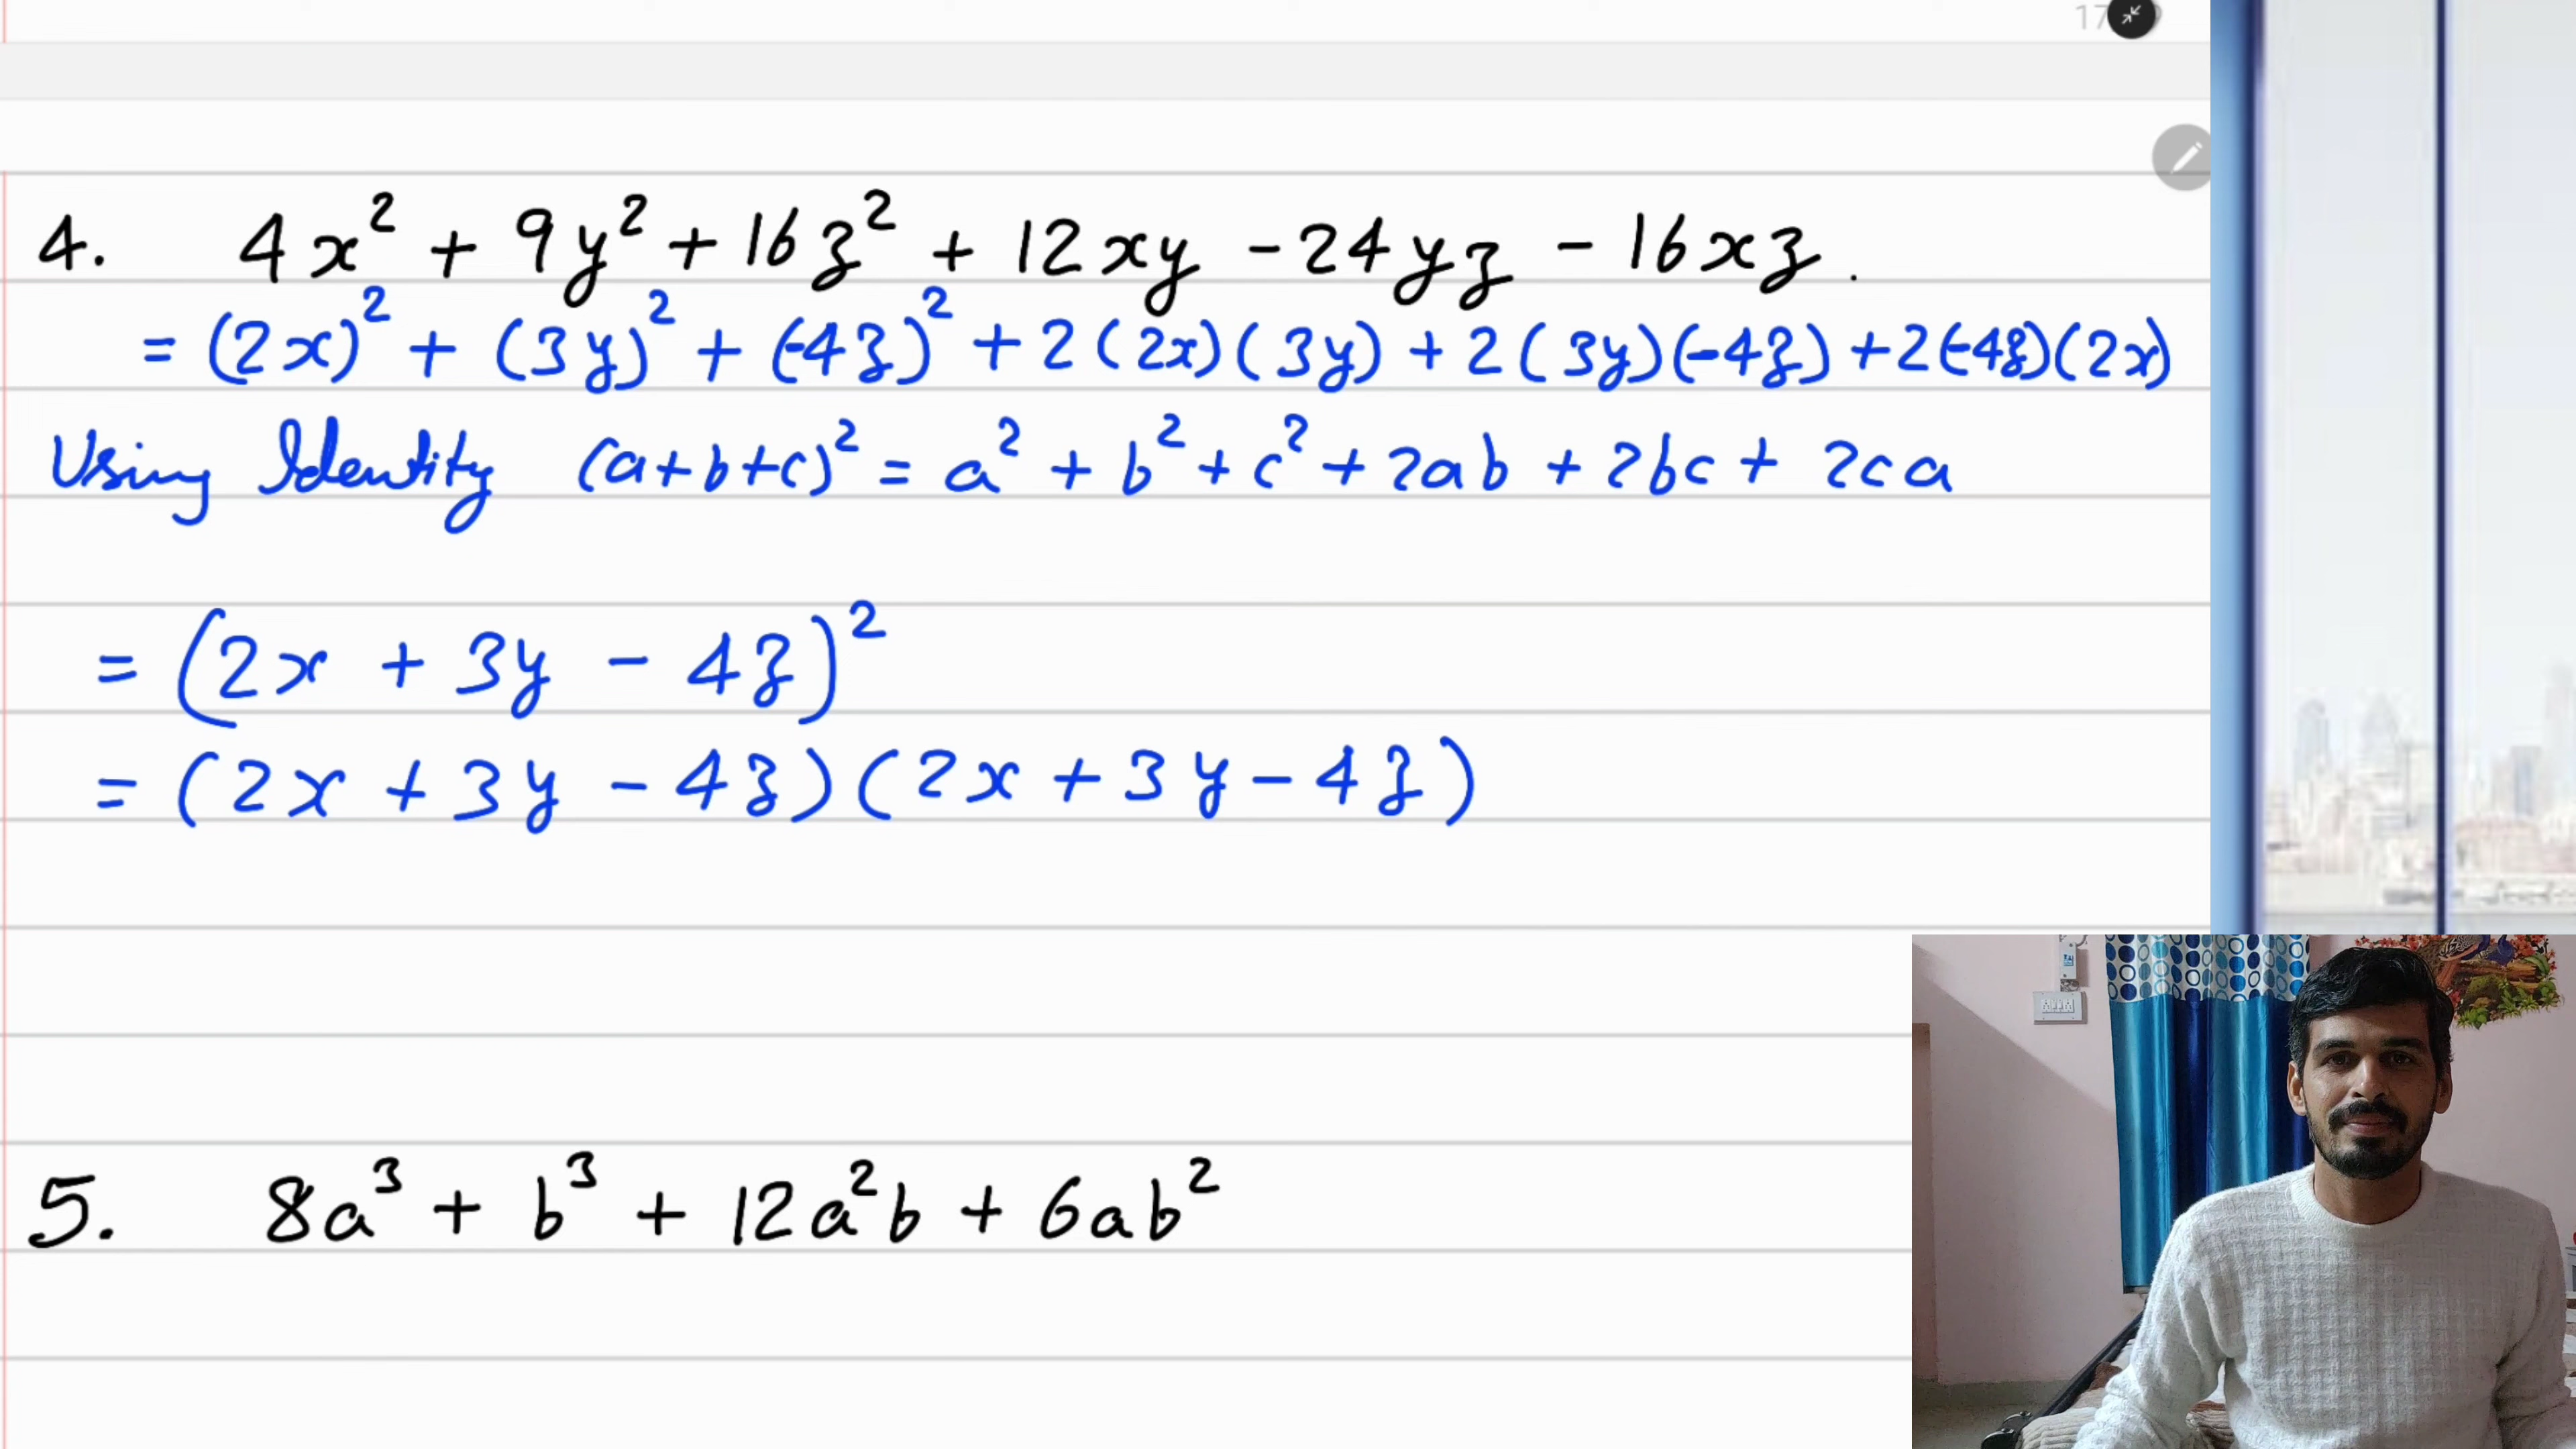 17
4. 4x² + 9y² + 16z² + 12xy - 24yz - 16xz.
= (2x)² + (3y)² + (-4z)² + 2(2x)(3y) + 2(3y)(-4z) + 2(-4z)(2x)
Using Identity (a+b+c)² = a² + b² + c² + 2ab + 2bc + 2ca
= (2x + 3y - 4z)²
= (2x + 3y - 4z)(2x + 3y - 4z)
5. 8a³ + b³ + 12a²b + 6ab²